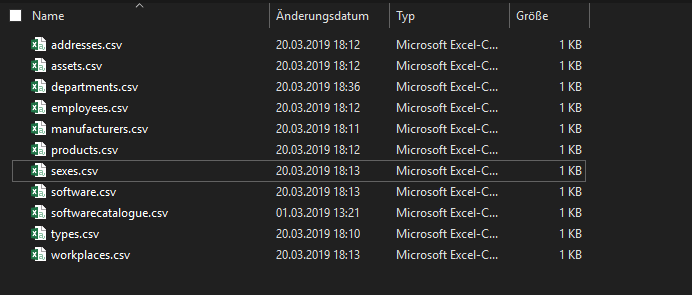 Name Änderungsdatum Typ Größe
addresses.csv 20.03.2019 18:12 Microsoft Excel-C... 1 KB
assets.csv 20.03.2019 18:12 Microsoft Excel-C... 1 KB
departments.csv 20.03.2019 18:36 Microsoft Excel-C... 1 KB
employees.csv 20.03.2019 18:12 Microsoft Excel-C... 1 KB
manufacturers.csv 20.03.2019 18:11 Microsoft Excel-C... 1 KB
products.csv 20.03.2019 18:12 Microsoft Excel-C... 1 KB
sexes.csv 20.03.2019 18:13 Microsoft Excel-C... 1 KB
software.csv 20.03.2019 18:13 Microsoft Excel-C... 1 KB
softwarecatalogue.csv 01.03.2019 13:21 Microsoft Excel-C... 1 KB
types.csv 20.03.2019 18:10 Microsoft Excel-C... 1 KB
workplaces.csv 20.03.2019 18:13 Microsoft Excel-C... 1 KB